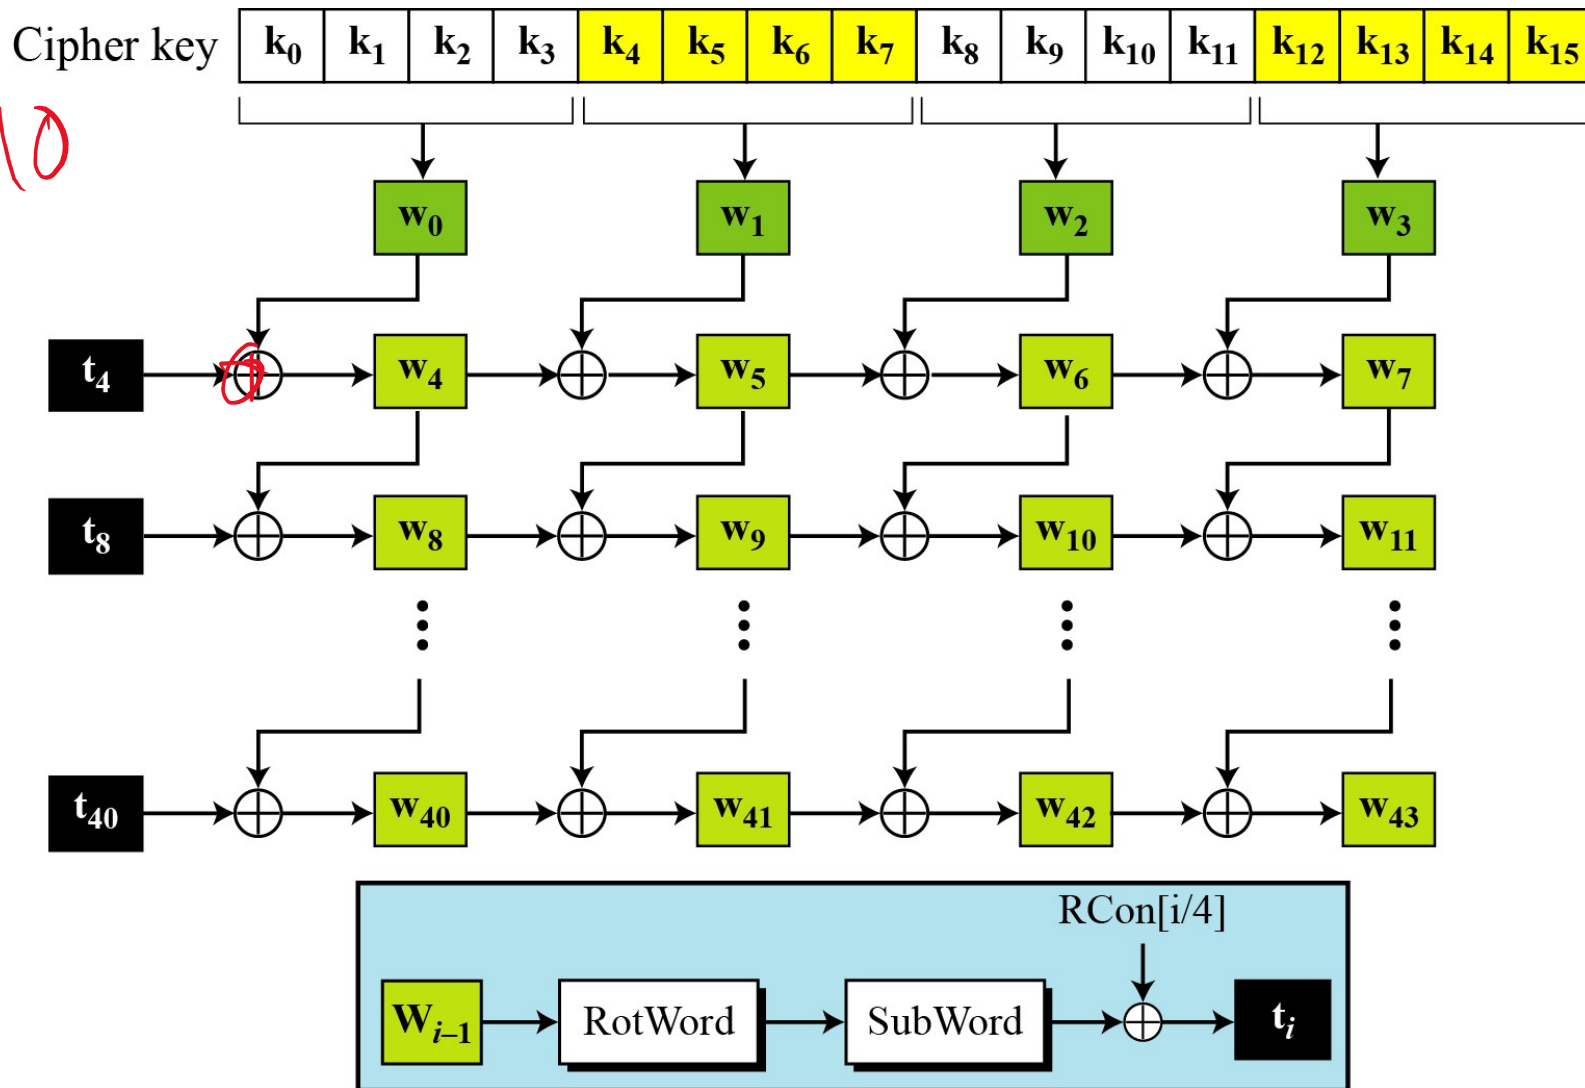 Cipher key k0 k1 k2 k3 k4 k5 k6 k7 k8 k9 k10 k11 k12 k13 k14 k15
10
w0 w1 w2 w3
t4 w4 w5 w6 w7
t8 w8 w9 w10 w11
t40 w40 w41 w42 w43
RCon[i/4]
Wi–1 RotWord SubWord ti